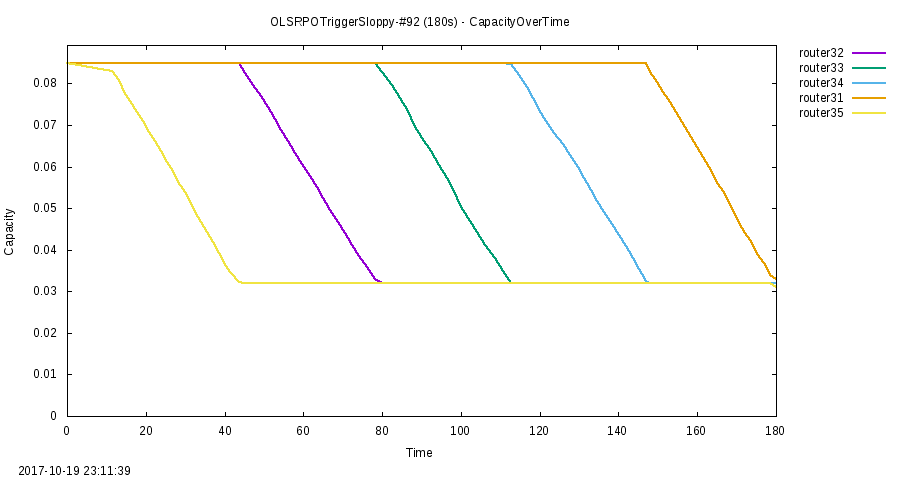 OLSRPOTriggerSloppy-#92 (180s) - CapacityOverTime
router32
router33
router34
router31
router35
0.08
0.07
0.06
0.05
0.04
0.03
0.02
0.01
0
Capacity
0 20 40 60 80 100 120 140 160 180
Time
2017-10-19 23:11:39